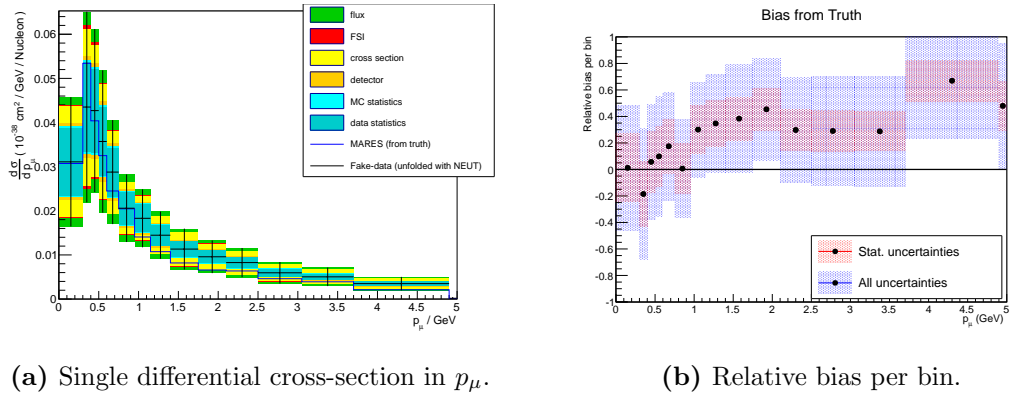 flux
FSI
cross section
detector
MC statistics
data statistics
MARES (from truth)
Fake-data (unfolded with NEUT)
dσ/dp_μ (10⁻³⁸ cm² / GeV / Nucleon)
0.06
0.05
0.04
0.03
0.02
0.01
0
0 0.5 1 1.5 2 2.5 3 3.5 4 4.5 5
p_μ / GeV
(a) Single differential cross-section in p_μ.
Bias from Truth
Relative bias per bin
1
0.8
0.6
0.4
0.2
0
-0.2
-0.4
-0.6
-0.8
-1
Stat. uncertainties
All uncertainties
0 0.5 1 1.5 2 2.5 3 3.5 4 4.5 5
p_μ (GeV)
(b) Relative bias per bin.